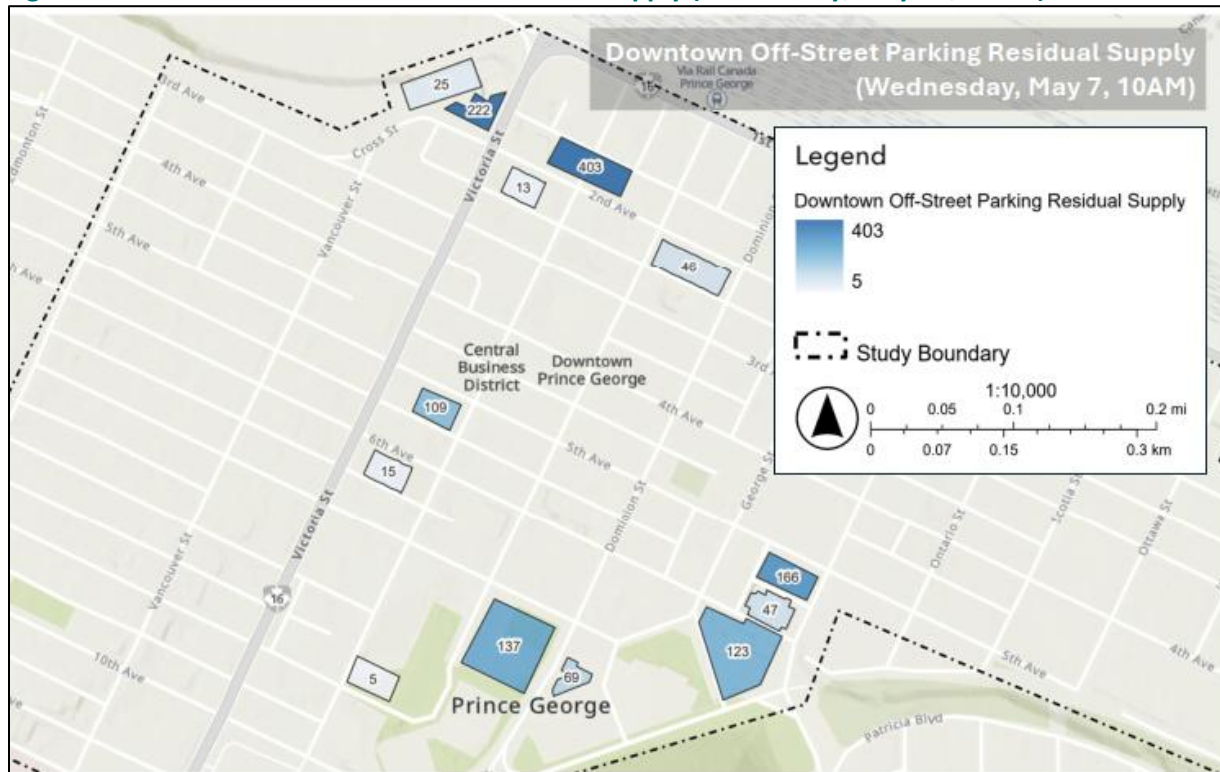 Downtown Off-Street Parking Residual Supply
(Wednesday, May 7, 10AM)
Via Rail Canada
Prince George
16
Legend
Downtown Off-Street Parking Residual Supply
403
5
Study Boundary
1:10,000
0 0.05 0.1 0.2 mi
0 0.07 0.15 0.3 km
3rd Ave
25
222
Cross St
Victoria St
403
13
2nd Ave
4th Ave
Vancouver St
5th Ave
46
Central
Business
District
Downtown
Prince George
4th Ave
109
6th Ave
15
5th Ave
Dominion St
George St
Ontario St
Scotia St
Ottawa St
Victoria St
Vancouver St
16
166
47
137
123
10th Ave
5
69
Prince George
5th Ave
4th Ave
Patricia Blvd